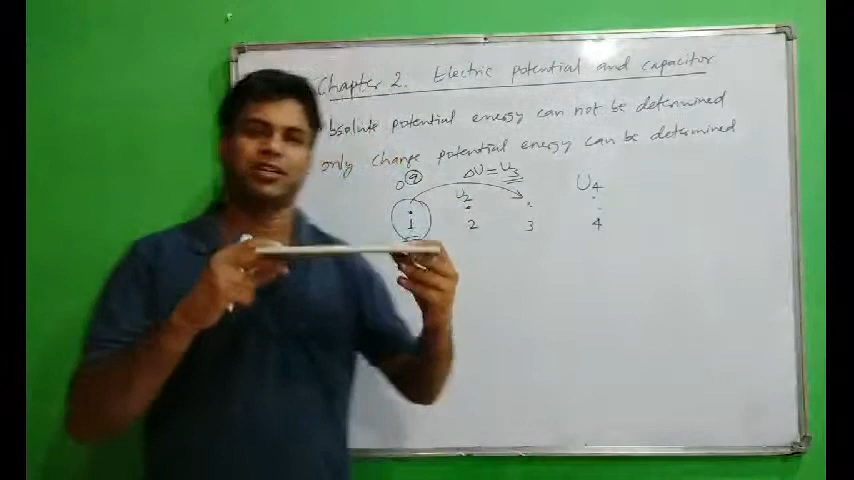 Chapter 2. Electric potential and capacitor
bsolute potential energy can not be determined
only change potential energy can be determined
0 q ΔU = U3 U4
U2
1 2 3 4